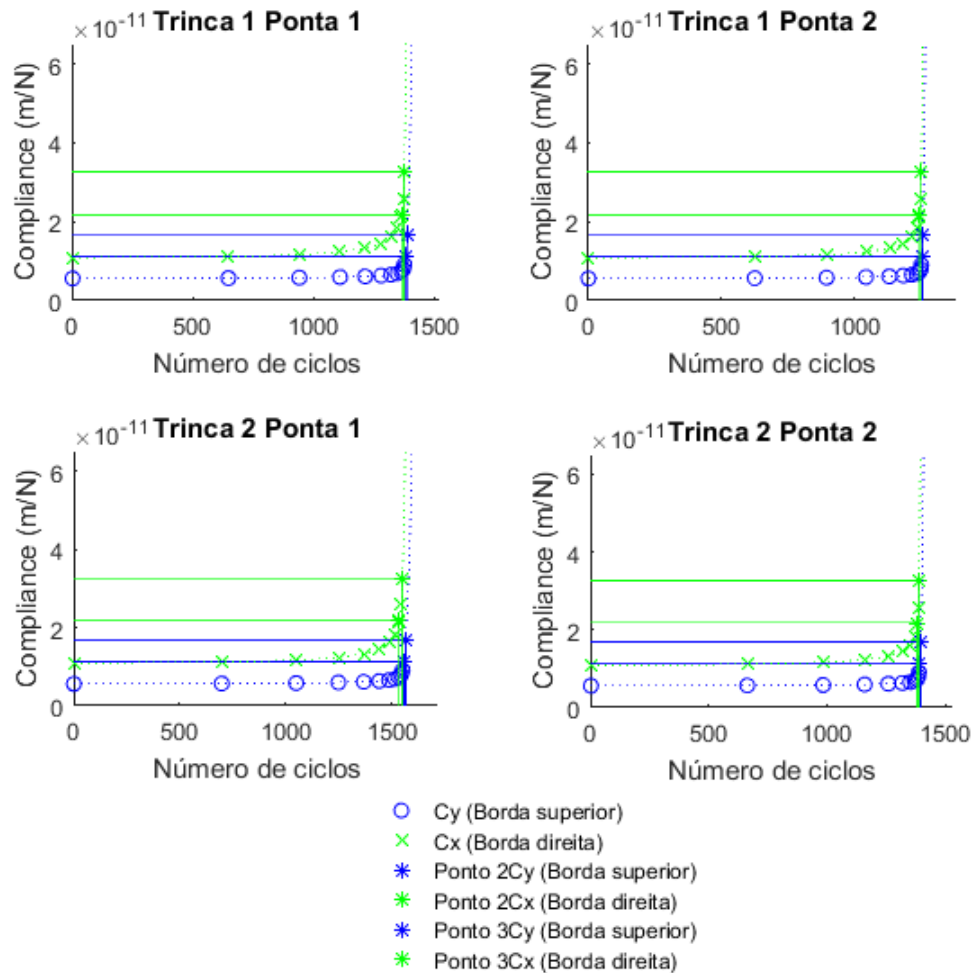 × 10⁻¹¹ Trinca 1 Ponta 1
6
4
2
0
Compliance (m/N)
0 500 1000 1500
Número de ciclos
× 10⁻¹¹ Trinca 1 Ponta 2
6
4
2
0
Compliance (m/N)
0 500 1000
Número de ciclos
× 10⁻¹¹ Trinca 2 Ponta 1
6
4
2
0
Compliance (m/N)
0 500 1000 1500
Número de ciclos
× 10⁻¹¹ Trinca 2 Ponta 2
6
4
2
0
Compliance (m/N)
0 500 1000 1500
Número de ciclos
Cy (Borda superior)
Cx (Borda direita)
Ponto 2Cy (Borda superior)
Ponto 2Cx (Borda direita)
Ponto 3Cy (Borda superior)
Ponto 3Cx (Borda direita)